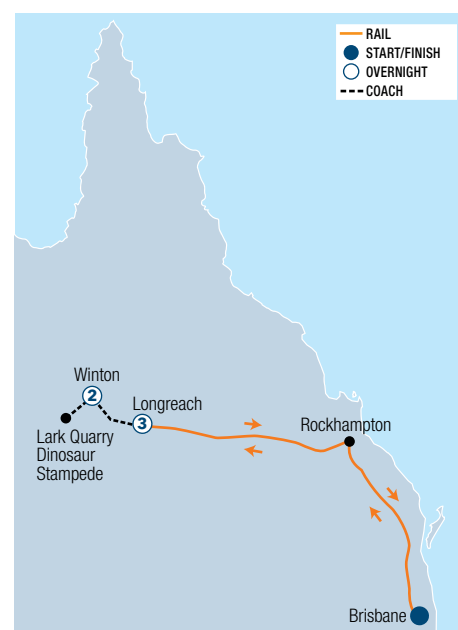 RAIL
START/FINISH
OVERNIGHT
COACH
Winton
2
Longreach
3
Lark Quarry
Dinosaur
Stampede
Rockhampton
Brisbane